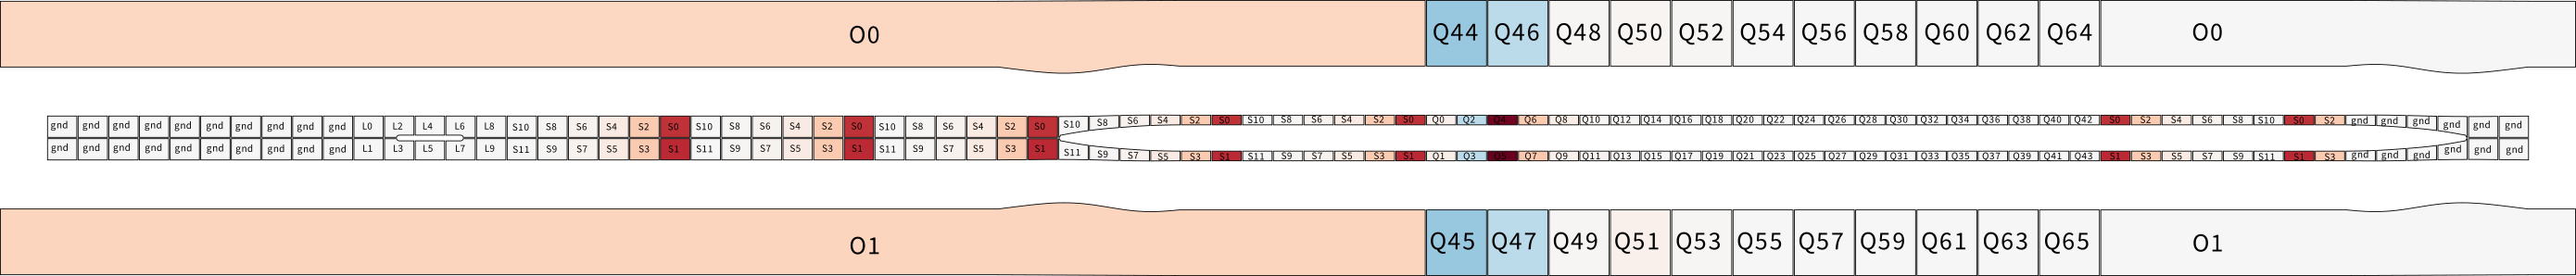 O0 Q44 Q46 Q48 Q50 Q52 Q54 Q56 Q58 Q60 Q62 Q64 O0
gnd gnd gnd gnd gnd gnd gnd gnd gnd gnd L0 L2 L4 L6 L8 S10 S8 S6 S4 S2 S0 S10 S8 S6 S4 S2 S0 S10 S8 S6 S4 S2 S0 S10 S8 S6 S4 S2 S0 S10 S8 S6 S4 S2 S0 Q0 Q2 Q4 Q6 Q8 Q10 Q12 Q14 Q16 Q18 Q20 Q22 Q24 Q26 Q28 Q30 Q32 Q34 Q36 Q38 Q40 Q42 S0 S2 S4 S6 S8 S10 S0 S2 gnd gnd gnd gnd gnd gnd
gnd gnd gnd gnd gnd gnd gnd gnd gnd gnd L1 L3 L5 L7 L9 S11 S9 S7 S5 S3 S1 S11 S9 S7 S5 S3 S1 S11 S9 S7 S5 S3 S1 S11 S9 S7 S5 S3 S1 S11 S9 S7 S5 S3 S1 Q1 Q3 Q5 Q7 Q9 Q11 Q13 Q15 Q17 Q19 Q21 Q23 Q25 Q27 Q29 Q31 Q33 Q35 Q37 Q39 Q41 Q43 S1 S3 S5 S7 S9 S11 S1 S3 gnd gnd gnd gnd gnd gnd
O1 Q45 Q47 Q49 Q51 Q53 Q55 Q57 Q59 Q61 Q63 Q65 O1